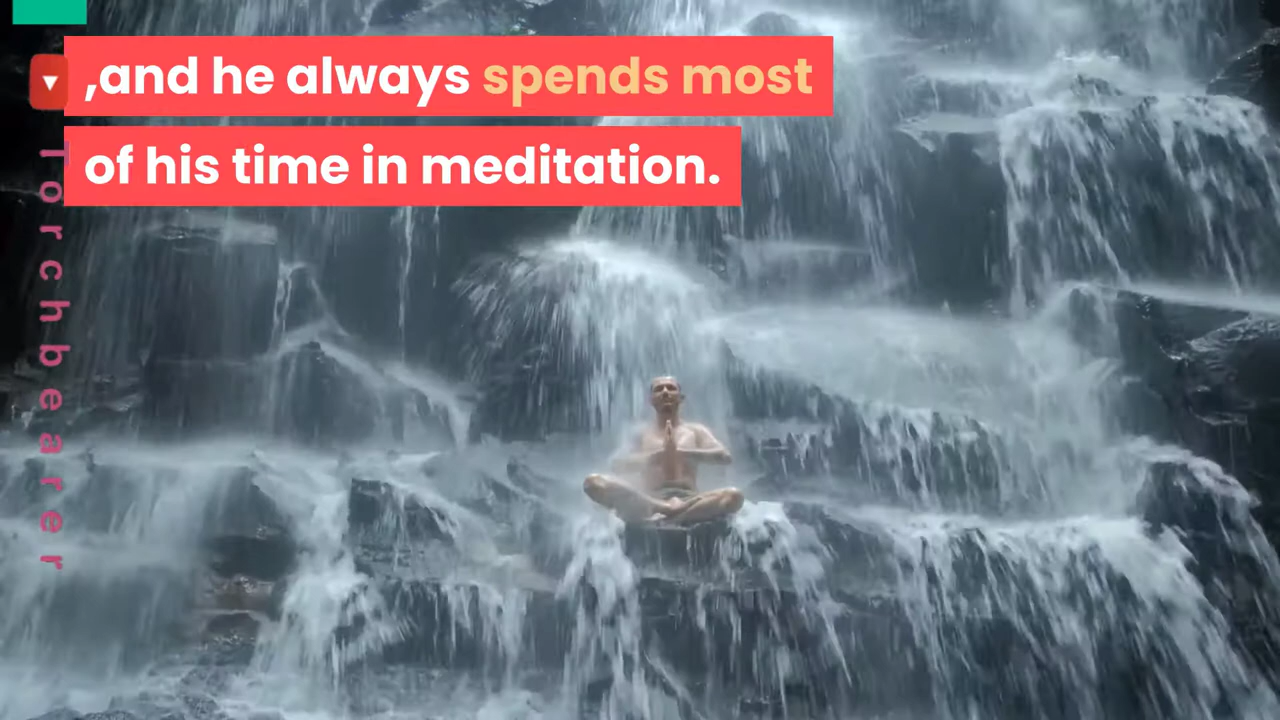 ,and he always spends most
of his time in meditation.
Torchbearer